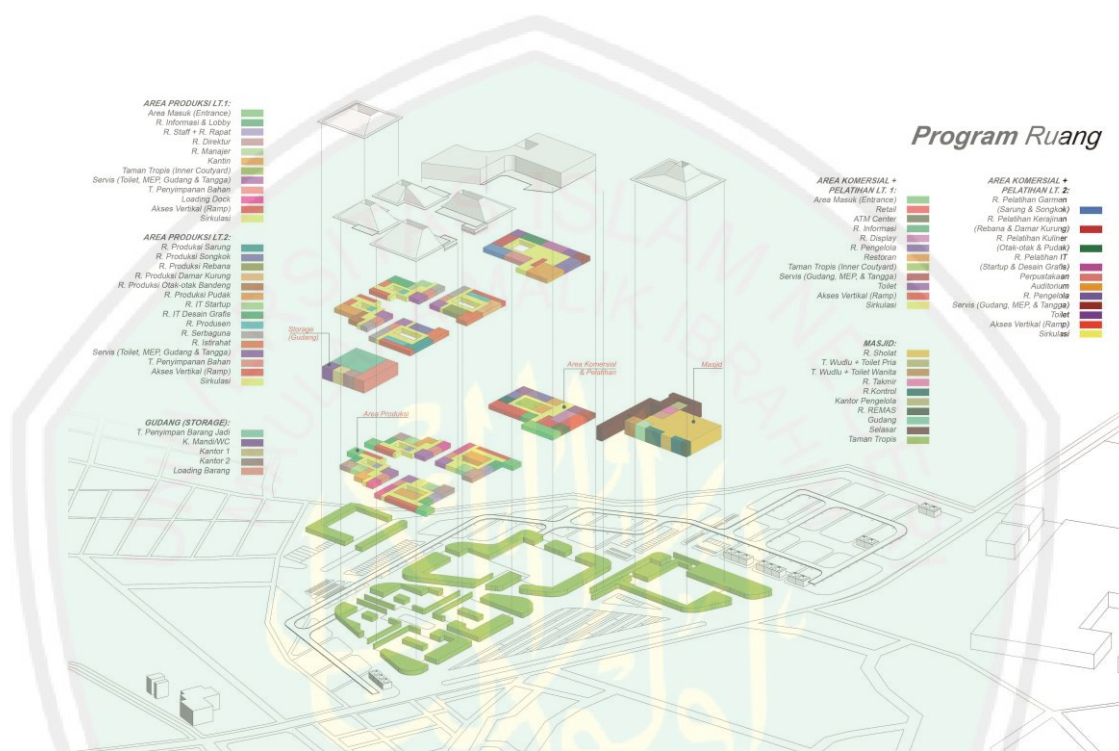 Program Ruang
AREA PRODUKSI LT.1:
Area Masuk (Entrance)
R. Informasi & Lobby
R. Staff + R. Rapat
R. Direktur
R. Manajer
Kantin
Taman Tropis (Inner Coutyard)
Servis (Toilet, MEP, Gudang & Tangga)
T. Penyimpanan Bahan
Loading Dock
Akses Vertikal (Ramp)
Sirkulasi
AREA PRODUKSI LT.2:
R. Produksi Sarung
R. Produksi Songkok
R. Produksi Rebana
R. Produksi Damar Kurung
R. Produksi Otak-otak Bandeng
R. Produksi Pudak
R. IT Startup
R. IT Desain Grafis
R. Produsen
R. Serbaguna
R. Istirahat
Servis (Toilet, MEP, Gudang & Tangga)
T. Penyimpanan Bahan
Akses Vertikal (Ramp)
Sirkulasi
GUDANG (STORAGE):
T. Penyimpan Barang Jadi
K. Mandi/WC
Kantor 1
Kantor 2
Loading Barang
Storage
(Gudang)
Area Produksi
Area Komersial
& Pelatihan
Masjid
AREA KOMERSIAL +
PELATIHAN LT. 1:
Area Masuk (Entrance)
Retail
ATM Center
R. Informasi
R. Display
R. Pengelola
Restoran
Taman Tropis (Inner Coutyard)
Servis (Gudang, MEP, & Tangga)
Toilet
Akses Vertikal (Ramp)
Sirkulasi
MASJID:
R. Sholat
T. Wudlu + Toilet Pria
T. Wudlu + Toilet Wanita
R. Takmir
R.Kontrol
Kantor Pengelola
R. REMAS
Gudang
Selasar
Taman Tropis
AREA KOMERSIAL +
PELATIHAN LT. 2:
R. Pelatihan Garmen
(Sarung & Songkok)
R. Pelatihan Kerajinan
(Rebana & Damar Kurung)
R. Pelatihan Kuliner
(Otak-otak & Pudak)
R. Pelatihan IT
(Startup & Desain Grafis)
Perpustakaan
Auditorium
R. Pengelola
Servis (Gudang, MEP, & Tangga)
Toilet
Akses Vertikal (Ramp)
Sirkulasi